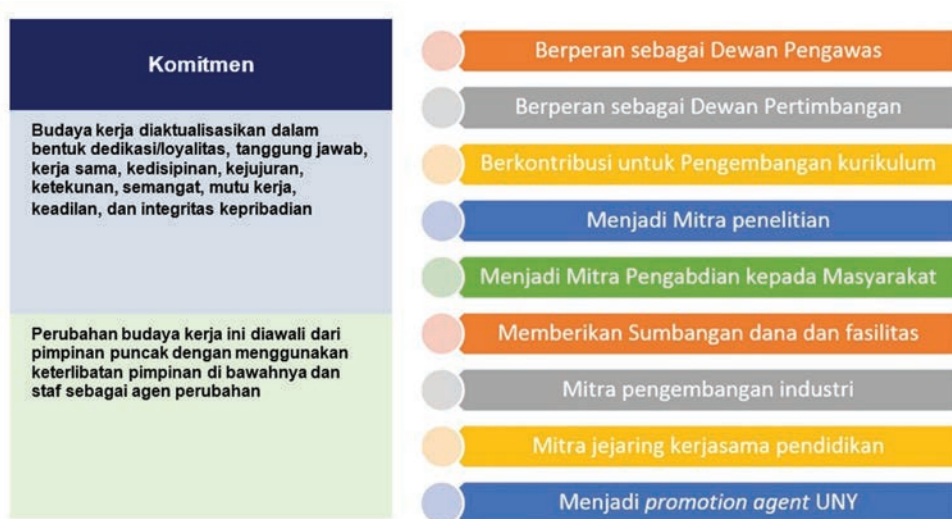 Komitmen
Budaya kerja diaktualisasikan dalam
bentuk dedikasi/loyalitas, tanggung jawab,
kerja sama, kedisipinan, kejujuran,
ketekunan, semangat, mutu kerja,
keadilan, dan integritas kepribadian
Perubahan budaya kerja ini diawali dari
pimpinan puncak dengan menggunakan
keterlibatan pimpinan di bawahnya dan
staf sebagai agen perubahan
Berperan sebagai Dewan Pengawas
Berperan sebagai Dewan Pertimbangan
Berkontribusi untuk Pengembangan kurikulum
Menjadi Mitra penelitian
Menjadi Mitra Pengabdian kepada Masyarakat
Memberikan Sumbangan dana dan fasilitas
Mitra pengembangan industri
Mitra jejaring kerjasama pendidikan
Menjadi promotion agent UNY